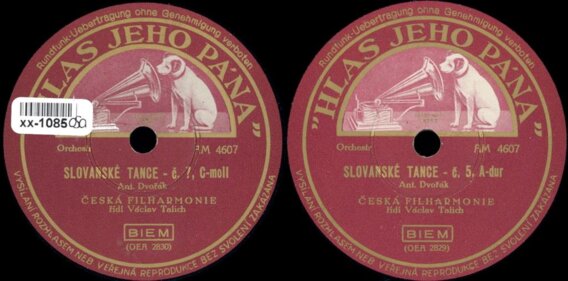 Rundfunk-Uebertragung ohne Genehmigung verboten
HLAS JEHO PÁNA"
xx-1085
Orchestr
AM 4607
SLOVANSKÉ TANCE - č. 7, C-moll
Ant. Dvořák
ČESKÁ FILHARMONIE
řídí Václav Talich
BIEM
(OEA 2830)
VYSÍLÁNÍ ROZHLASEM NEB VEŘEJNÁ REPRODUKCE BEZ SVOLENÍ ZAKÁZÁNA
Rundfunk-Uebertragung ohne Genehmigung verboten
"HLAS JEHO PÁNA"
Orchestr
AM 4607
SLOVANSKÉ TANCE - č. 5, A-dur
Ant. Dvořák
ČESKÁ FILHARMONIE
řídí Václav Talich
BIEM
(OEA 2829)
VYSÍLÁNÍ ROZHLASEM NEB VEŘEJNÁ REPRODUKCE BEZ SVOLENÍ ZAKÁZÁNA